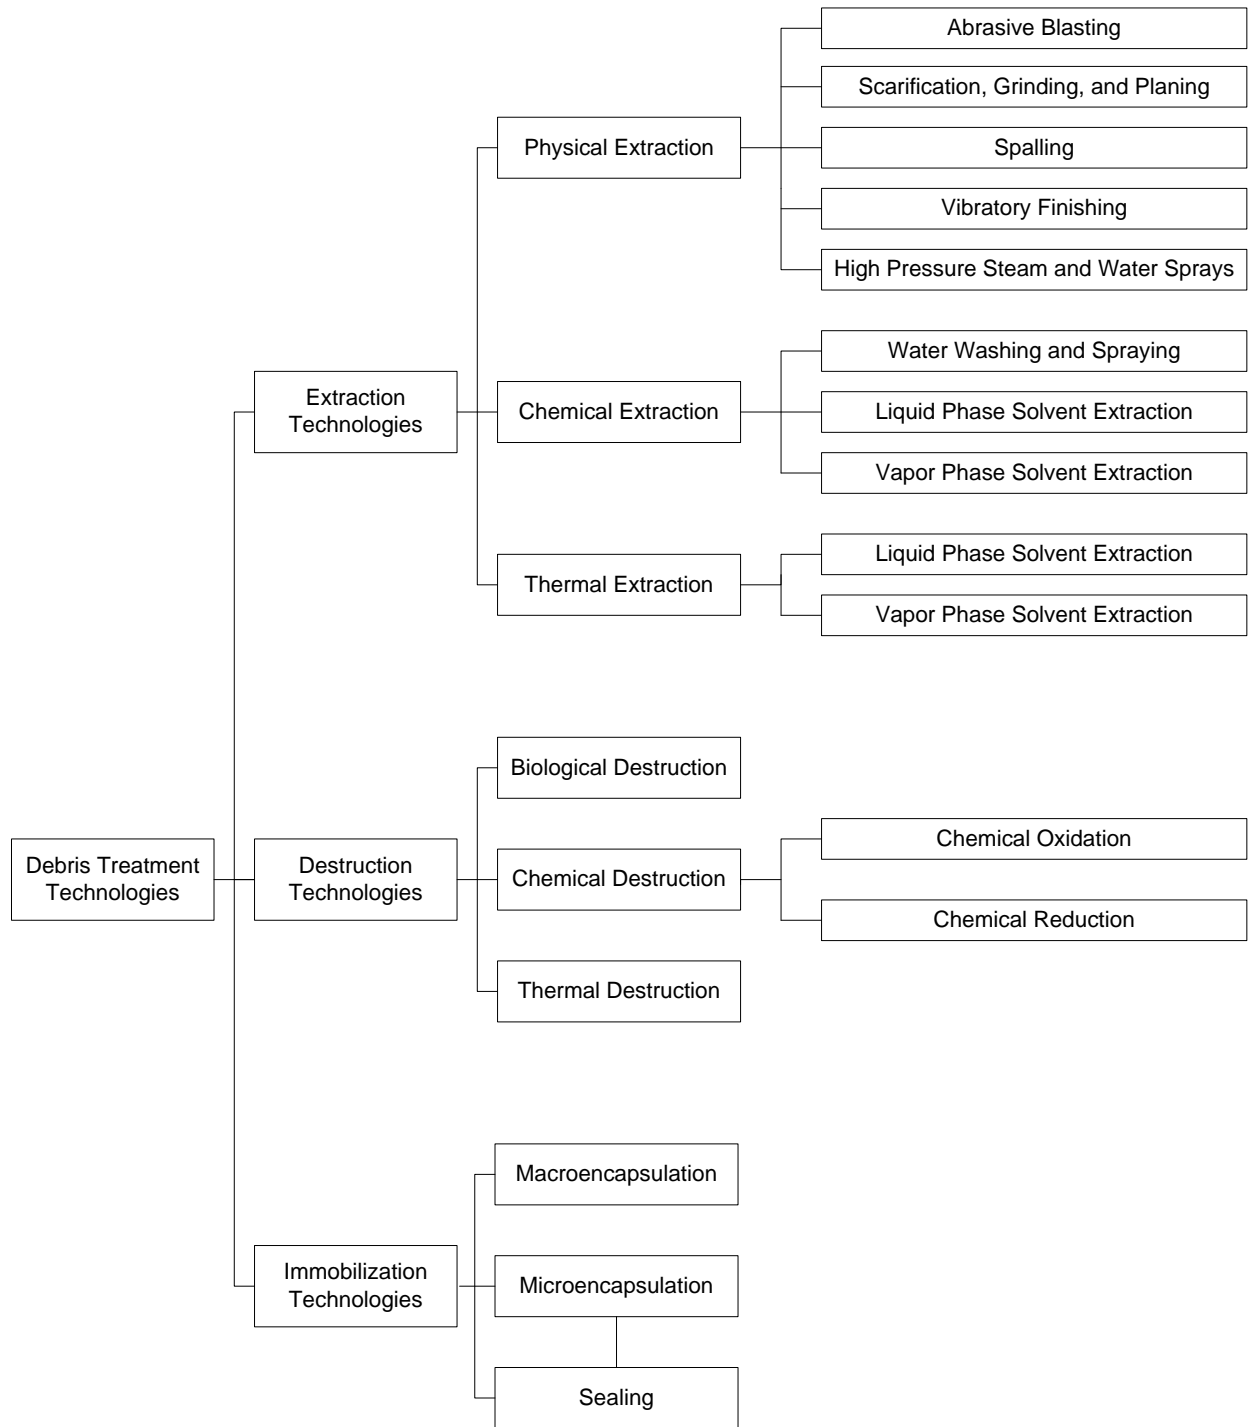 Abrasive Blasting
Scarification, Grinding, and Planing
Physical Extraction
Spalling
Vibratory Finishing
High Pressure Steam and Water Sprays
Water Washing and Spraying
Extraction
Technologies
Chemical Extraction
Liquid Phase Solvent Extraction
Vapor Phase Solvent Extraction
Thermal Extraction
Liquid Phase Solvent Extraction
Vapor Phase Solvent Extraction
Biological Destruction
Debris Treatment
Technologies
Destruction
Technologies
Chemical Destruction
Chemical Oxidation
Chemical Reduction
Thermal Destruction
Macroencapsulation
Immobilization
Technologies
Microencapsulation
Sealing